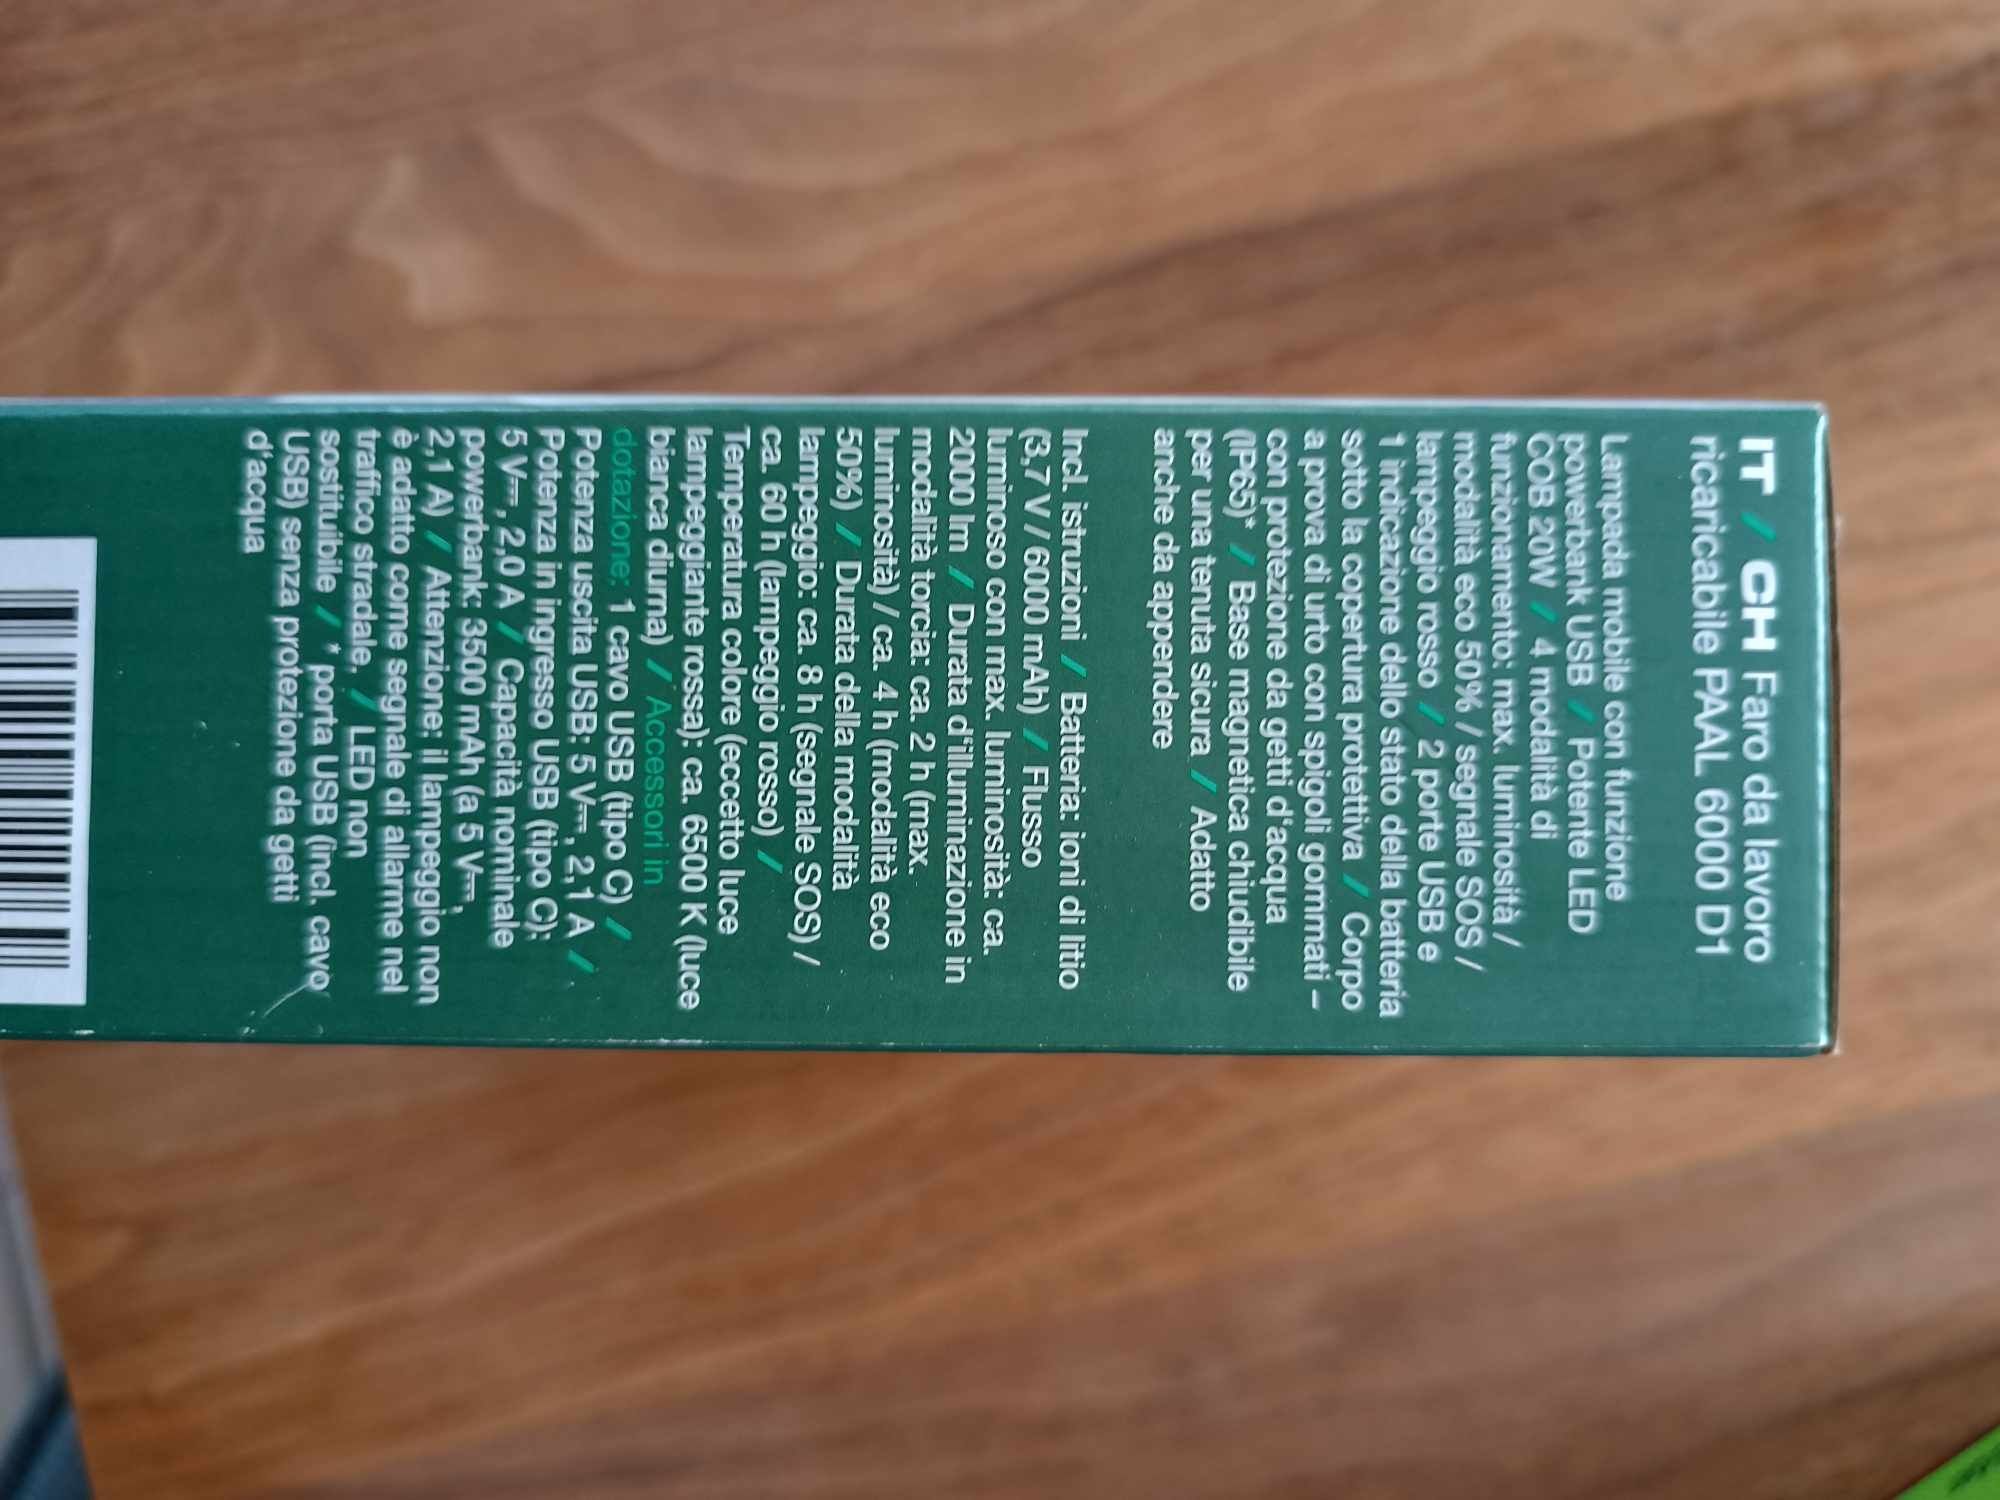 IT / CH Faro da lavoro
ricaricabile PAAL 6000 D1
Lampada mobile con funzione
powerbank USB / Potente LED
COB 20W / 4 modalità di
funzionamento: max. luminosità /
modalità eco 50% / segnale SOS /
lampeggio rosso / 2 porte USB e
1 indicazione dello stato della batteria
sotto la copertura protettiva / Corpo
a prova di urto con spigoli gommati –
con protezione da getti d'acqua
(IP65)* / Base magnetica chiudibile
per una tenuta sicura / Adatto
anche da appendere
Incl. istruzioni / Batteria: ioni di litio
(3,7 V / 6000 mAh) / Flusso
luminoso con max. luminosità: ca.
2000 lm / Durata d'illuminazione in
modalità torcia: ca. 2 h (max.
luminosità) / ca. 4 h (modalità eco
50%) / Durata della modalità
lampeggio: ca. 8 h (segnale SOS) /
ca. 60 h (lampeggio rosso) /
Temperatura colore (eccetto luce
lampeggiante rossa): ca. 6500 K (luce
bianca diurna) / Accessori in
dotazione: 1 cavo USB (tipo C) /
Potenza uscita USB: 5 V⎓, 2,1 A /
Potenza in ingresso USB (tipo C):
5 V⎓, 2,0 A / Capacità nominale
powerbank: 3500 mAh (a 5 V⎓,
2,1 A) / Attenzione: il lampeggio non
è adatto come segnale di allarme nel
traffico stradale, / LED non
sostituibile / * porta USB (incl. cavo
USB) senza protezione da getti
d'acqua